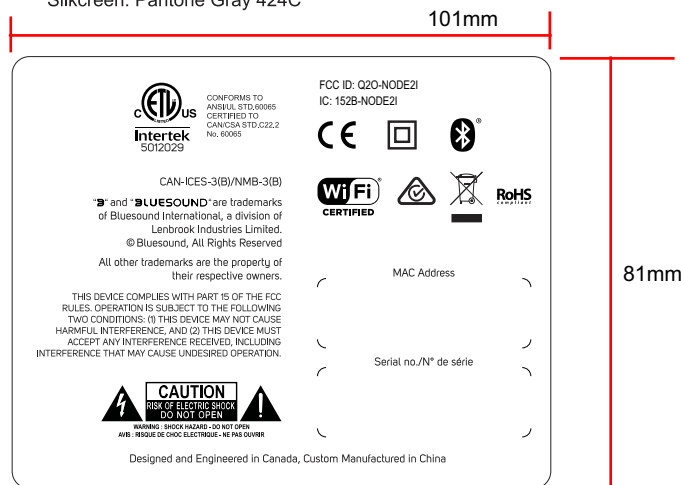 Silkcreen: Pantone Gray 424C
101mm
81mm
C ETL US
LISTED
Intertek
5012029
CONFORMS TO
ANSI/UL STD.60065
CERTIFIED TO
CAN/CSA STD.C22.2
No. 60065
FCC ID: Q2O-NODE2I
IC: 152B-NODE2I
CE
Wi Fi
CERTIFIED
RoHS
compliant
CAN-ICES-3(B)/NMB-3(B)
"B" and "BLUESOUND" are trademarks
of Bluesound International, a division of
Lenbrook Industries Limited.
© Bluesound, All Rights Reserved
All other trademarks are the property of
their respective owners.
THIS DEVICE COMPLIES WITH PART 15 OF THE FCC
RULES. OPERATION IS SUBJECT TO THE FOLLOWING
TWO CONDITIONS: (1) THIS DEVICE MAY NOT CAUSE
HARMFUL INTERFERENCE, AND (2) THIS DEVICE MUST
ACCEPT ANY INTERFERENCE RECEIVED, INCLUDING
INTERFERENCE THAT MAY CAUSE UNDESIRED OPERATION.
MAC Address
Serial no./N° de série
CAUTION
RISK OF ELECTRIC SHOCK
DO NOT OPEN
WARNING : SHOCK HAZARD - DO NOT OPEN
AVIS : RISQUE DE CHOC ELECTRIQUE - NE PAS OUVRIR
Designed and Engineered in Canada, Custom Manufactured in China